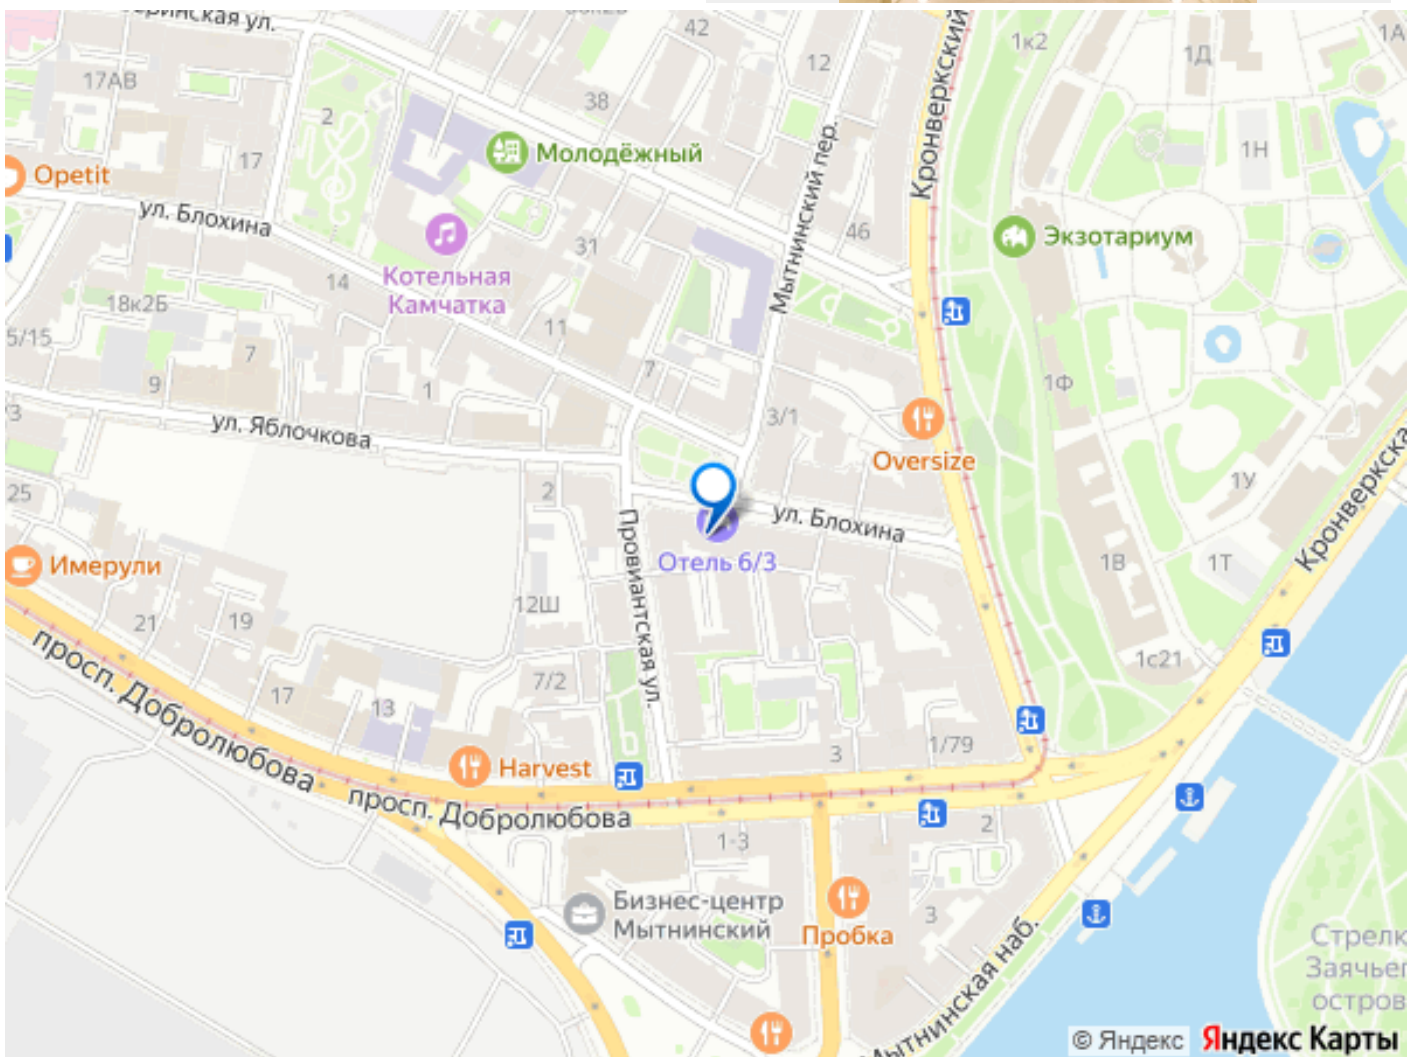 42
1к2
1Д
1А
12
17АВ
38
2
Молодёжный
Мытнинский пер.
Кронверкский
1Н
17
Opetit
ул. Блохина
46
Экзотариум
31
Котельная
Камчатка
14
18к2Б
11
5/15
7
7
1Ф
9
1
3/1
ул. Яблочкова
Oversize
Кронверкска
25
2
1У
ул. Блохина
Провиантская ул.
Отель 6/3
1В
1Т
Имерули
12Ш
21
19
просп. Добролюбова
1с21
7/2
17
13
3
1/79
Harvest
просп. Добролюбова
1-3
2
Бизнес-центр
Мытнинский
3
Пробка
Мытнинская наб.
Стрелк
Заячьег
остров
© Яндекс Яндекс Карты